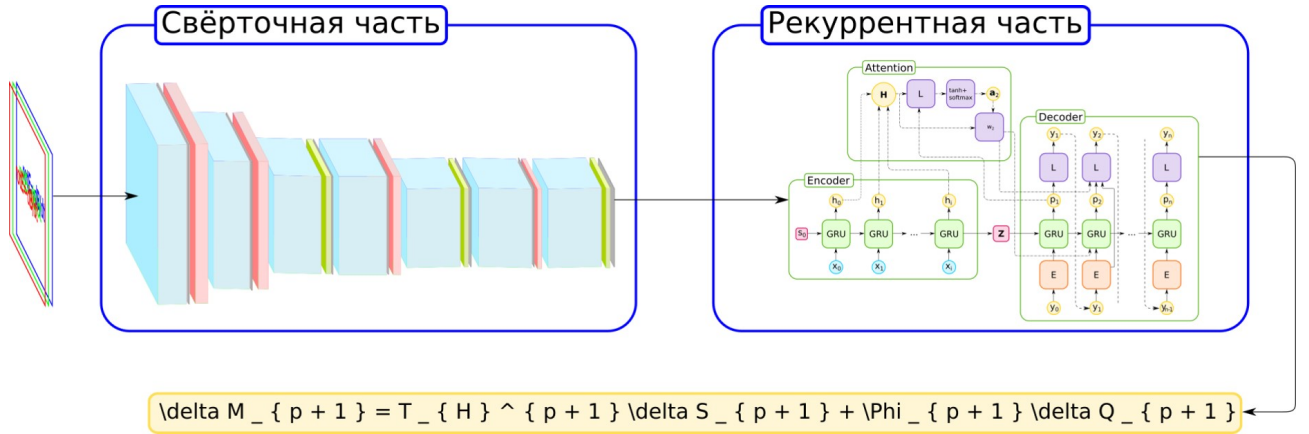 Свёрточная часть
Рекуррентная часть
Attention
H
L
tanh+
softmax
a₂
w₂
Encoder
h₀ h₁ hᵢ
s₀ GRU GRU ... GRU z
x₀ x₁ xᵢ
Decoder
y₁ y₂ yₙ
L L L
p₁ p₂ pₙ
GRU GRU ... GRU
E E E
y₀ y₁ yₙ₋₁
\delta M _ { p + 1 } = T _ { H } ^ { p + 1 } \delta S _ { p + 1 } + \Phi _ { p + 1 } \delta Q _ { p + 1 }